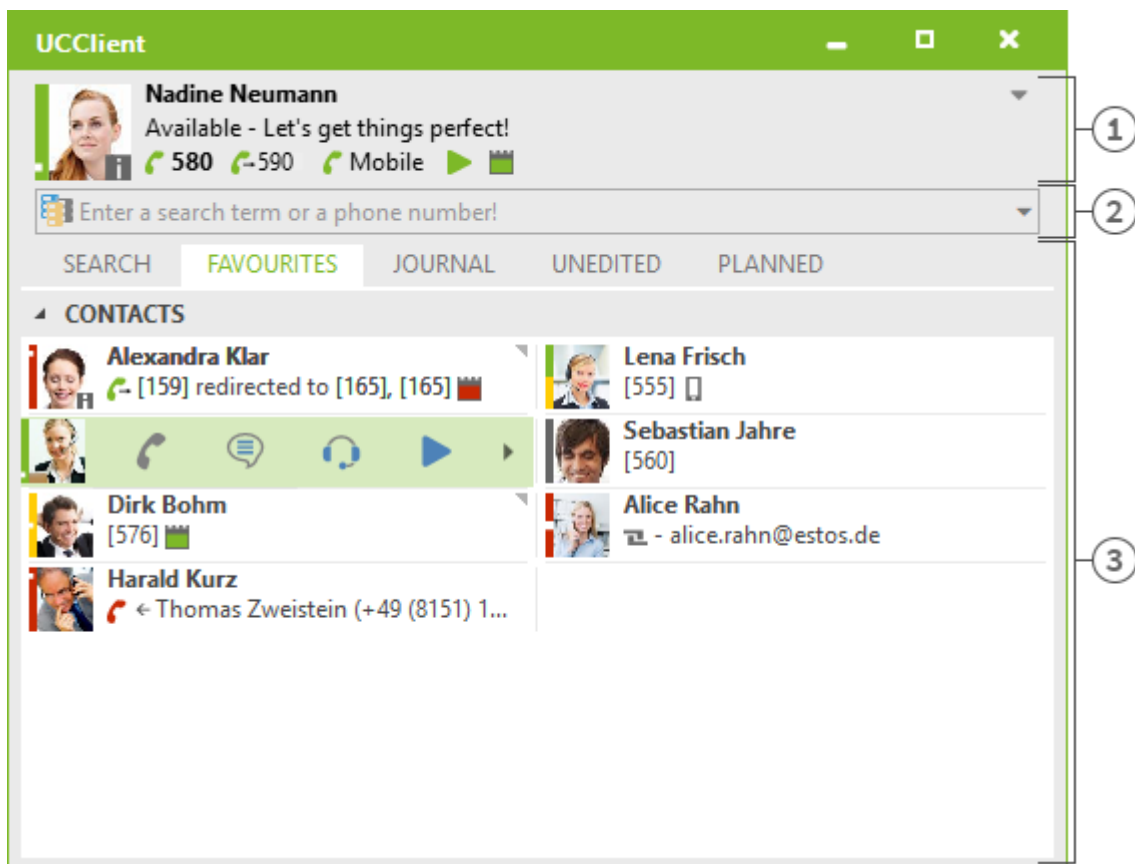 UCClient
Nadine Neumann
Available - Let's get things perfect!
580 590 Mobile
1
Enter a search term or a phone number!
2
SEARCH FAVOURITES JOURNAL UNEDITED PLANNED
CONTACTS
Alexandra Klar
[159] redirected to [165], [165]
Lena Frisch
[555]
Sebastian Jahre
[560]
Dirk Bohm
[576]
Alice Rahn
- alice.rahn@estos.de
3
Harald Kurz
Thomas Zweistein (+49 (8151) 1...